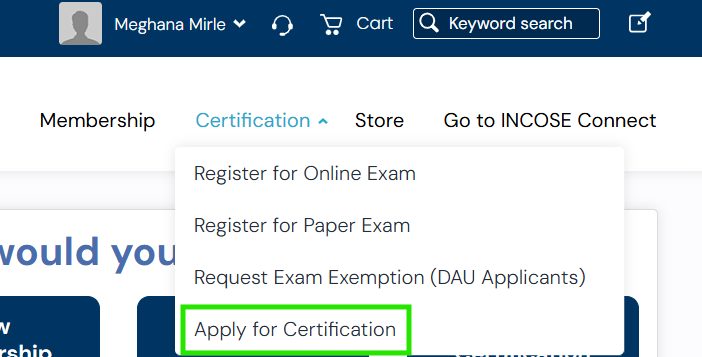 Meghana Mirle
Cart
Keyword search
Membership
Certification
Store
Go to INCOSE Connect
Register for Online Exam
Register for Paper Exam
would you
Request Exam Exemption (DAU Applicants)
Apply for Certification